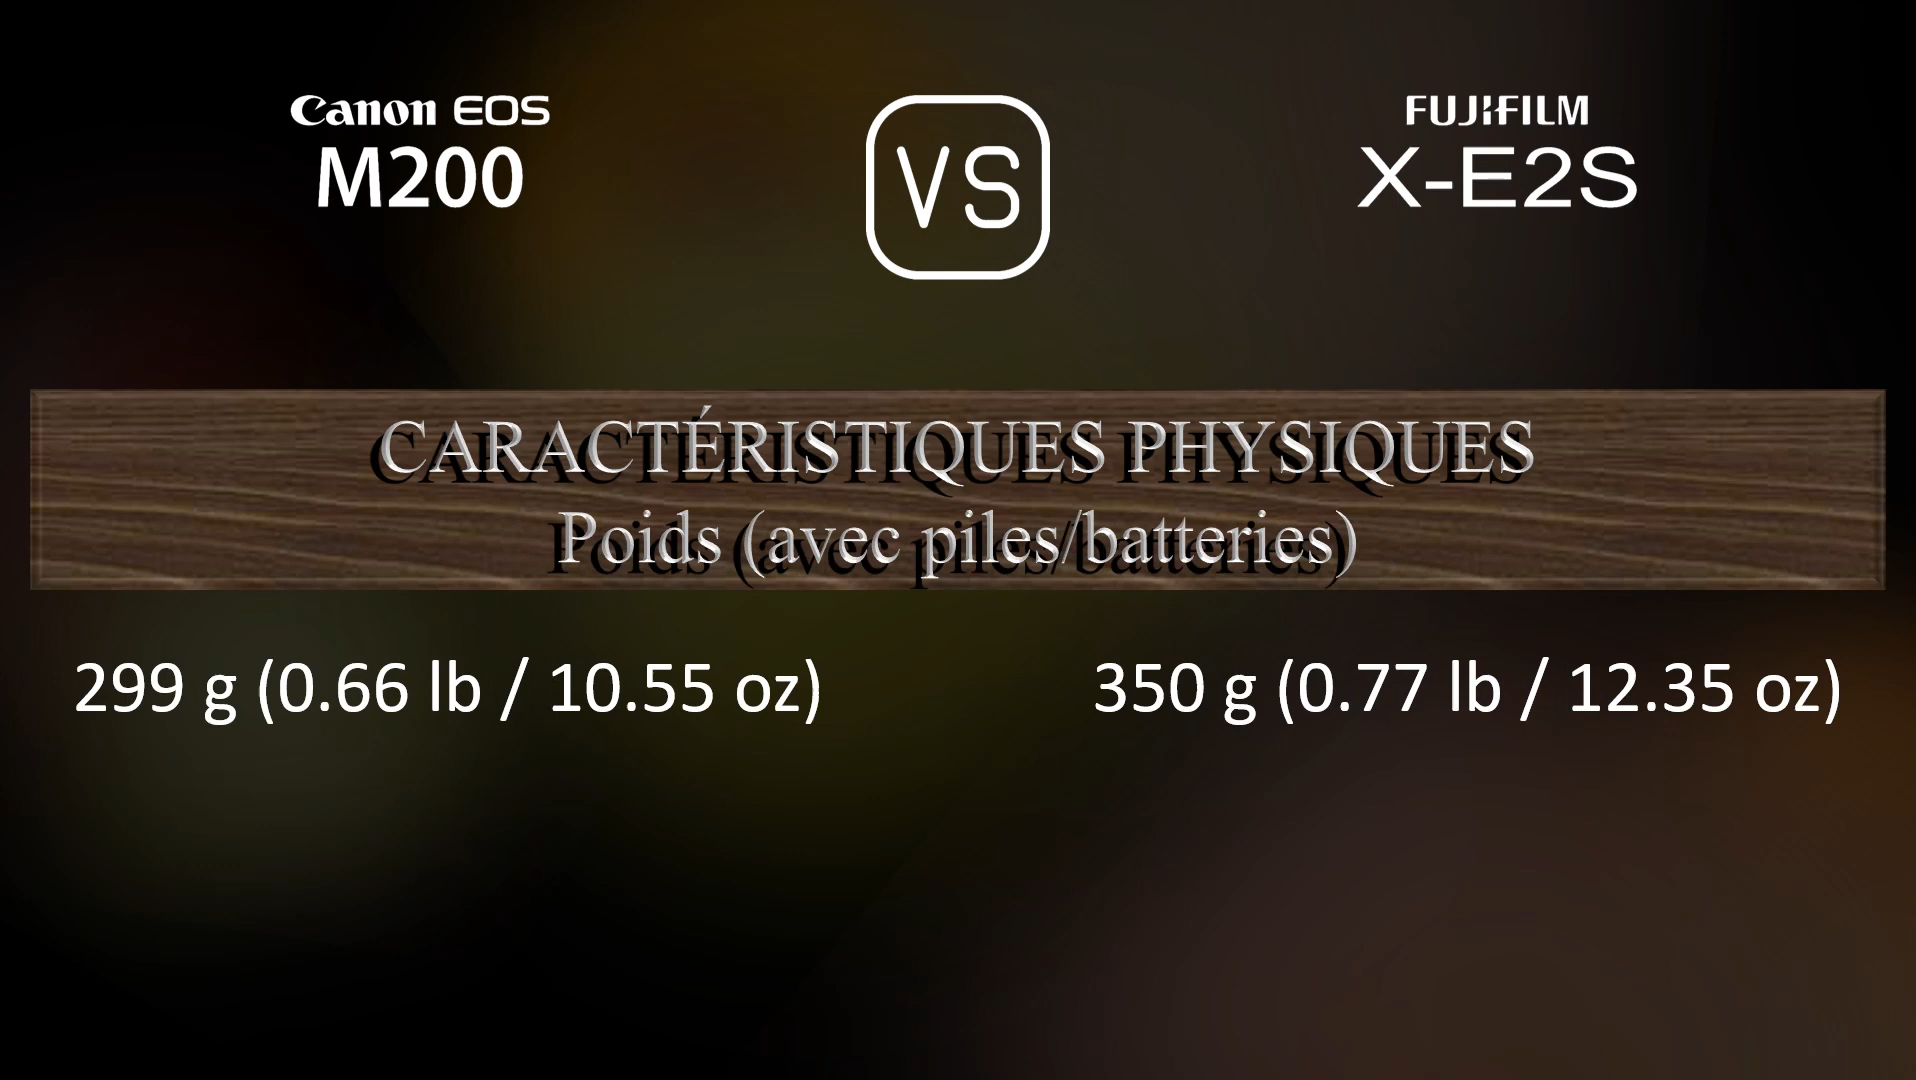 Canon EOS
M200
VS
FUJIFILM
X-E2S
CARACTÉRISTIQUES PHYSIQUES
Poids (avec piles/batteries)
299 g (0.66 lb / 10.55 oz)
350 g (0.77 lb / 12.35 oz)